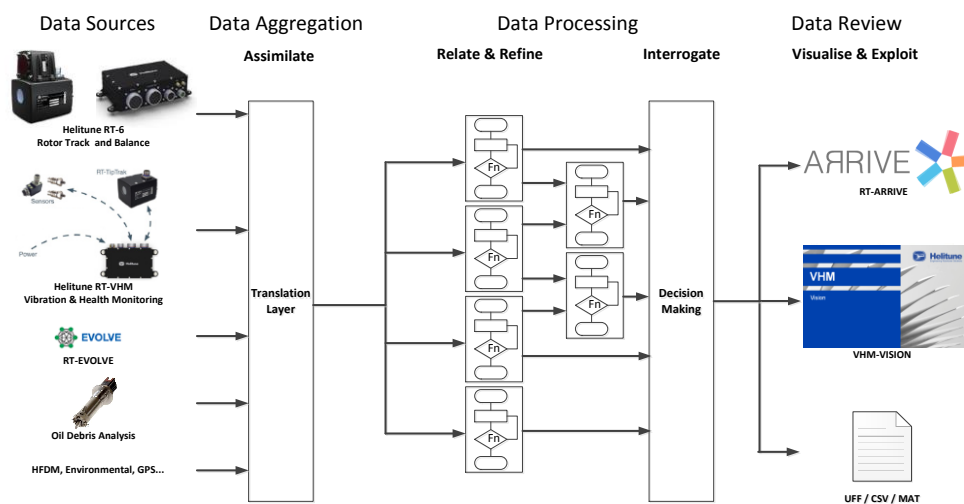 Data Sources
Data Aggregation
Data Processing
Data Review
Assimilate
Relate & Refine
Interrogate
Visualise & Exploit
Helitune RT-6
Rotor Track and Balance
RT-TipTrak
Sensors
Power
Helitune RT-VHM
Vibration & Health Monitoring
EVOLVE
RT-EVOLVE
Oil Debris Analysis
HFDM, Environmental, GPS...
Translation
Layer
Fn
Fn
Fn
Fn
Fn
Fn
Decision
Making
ARRIVE
RT-ARRIVE
Helitune
VHM
Vision
VHM-VISION
UFF / CSV / MAT